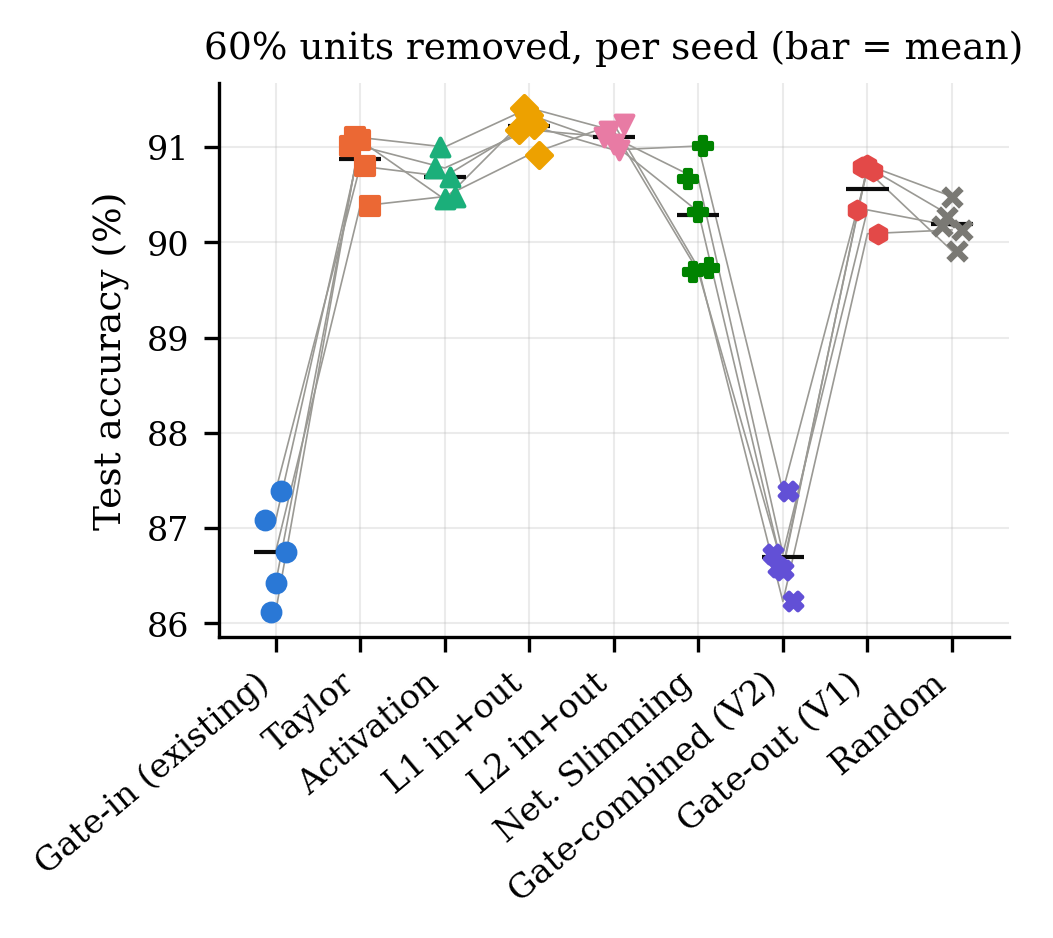 60% units removed, per seed (bar = mean)
Test accuracy (%)
91
90
89
88
87
86
Gate-in (existing)
Taylor
Activation
L1 in+out
L2 in+out
Net. Slimming
Gate-combined (V2)
Gate-out (V1)
Random